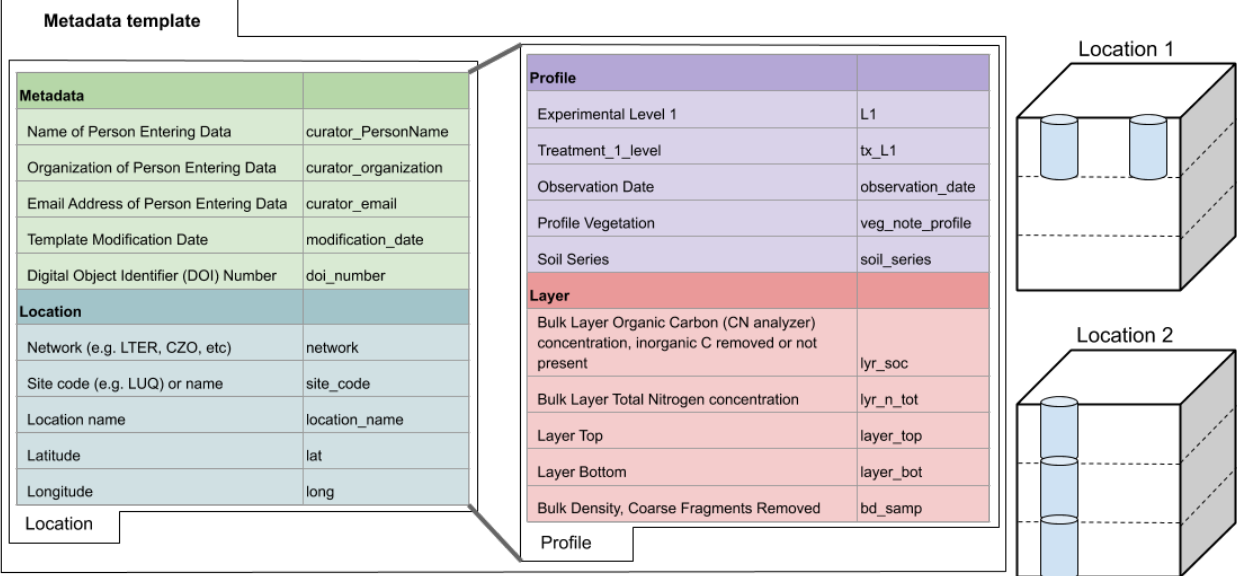 Metadata template
Metadata
Name of Person Entering Data curator_PersonName
Organization of Person Entering Data curator_organization
Email Address of Person Entering Data curator_email
Template Modification Date modification_date
Digital Object Identifier (DOI) Number doi_number
Location
Network (e.g. LTER, CZO, etc) network
Site code (e.g. LUQ) or name site_code
Location name location_name
Latitude lat
Longitude long
Location
Profile
Experimental Level 1 L1
Treatment_1_level tx_L1
Observation Date observation_date
Profile Vegetation veg_note_profile
Soil Series soil_series
Layer
Bulk Layer Organic Carbon (CN analyzer)
concentration, inorganic C removed or not
present lyr_soc
Bulk Layer Total Nitrogen concentration lyr_n_tot
Layer Top layer_top
Layer Bottom layer_bot
Bulk Density, Coarse Fragments Removed bd_samp
Profile
Location 1
Location 2